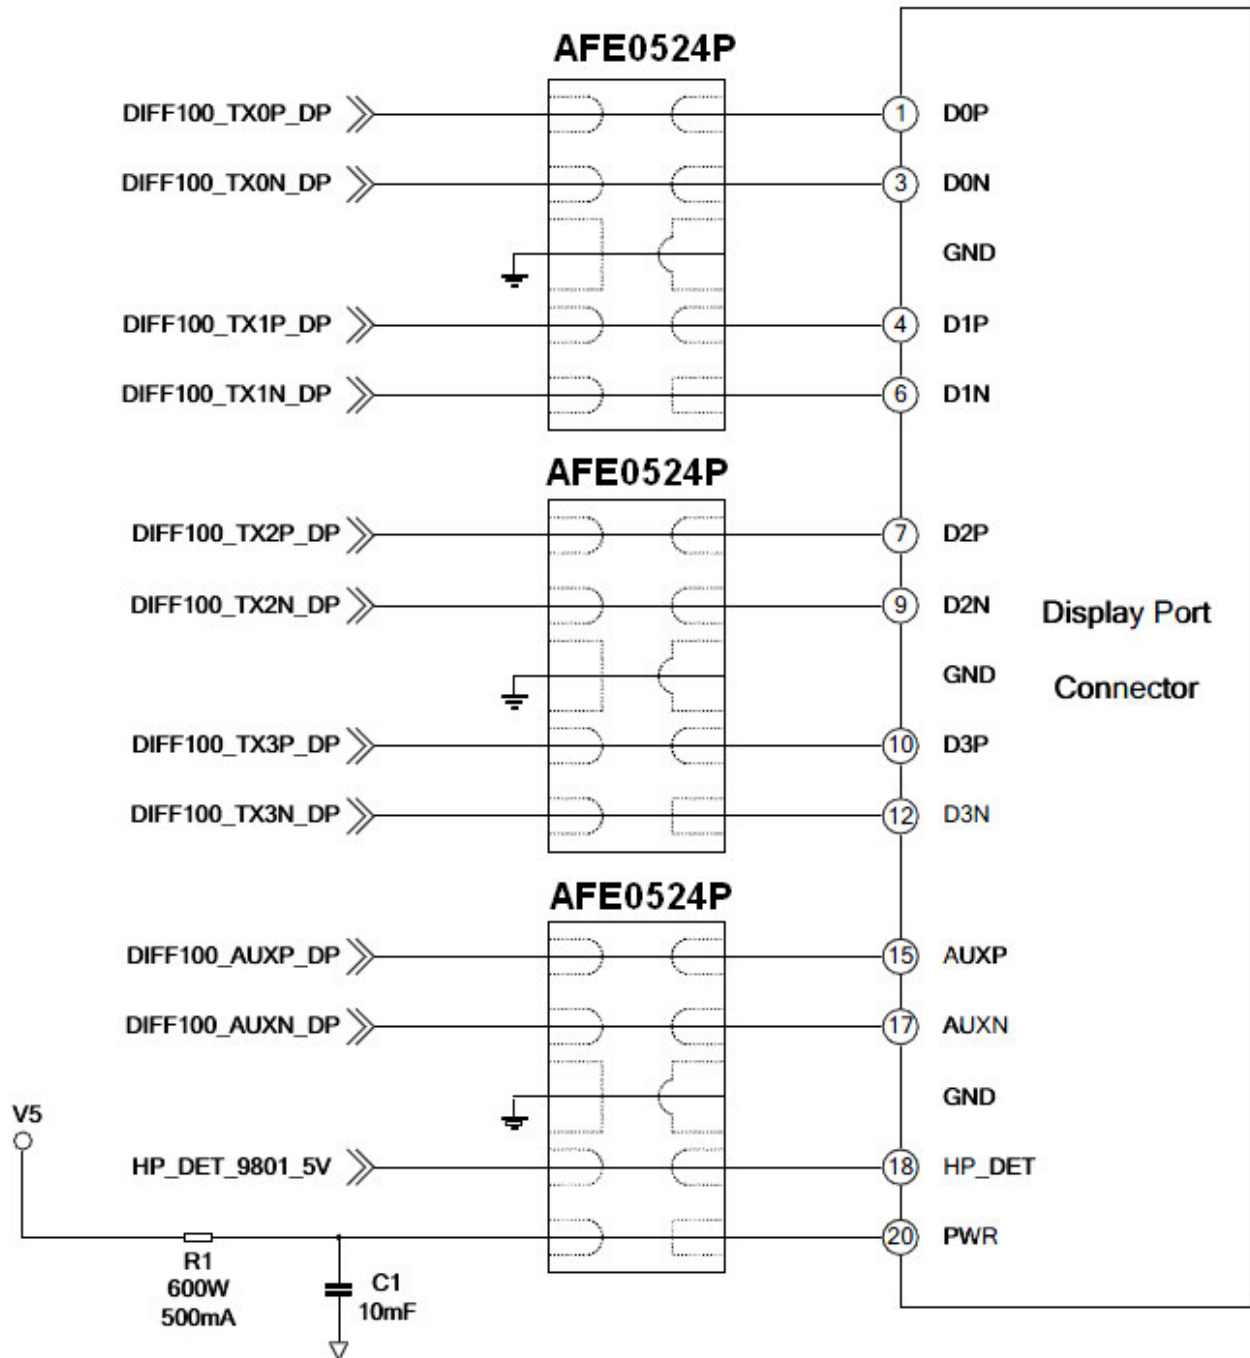 AFE0524P
DIFF100_TX0P_DP 1 D0P
DIFF100_TX0N_DP 3 D0N
GND
DIFF100_TX1P_DP 4 D1P
DIFF100_TX1N_DP 6 D1N
AFE0524P
DIFF100_TX2P_DP 7 D2P
DIFF100_TX2N_DP 9 D2N
Display Port
GND
Connector
DIFF100_TX3P_DP 10 D3P
DIFF100_TX3N_DP 12 D3N
AFE0524P
DIFF100_AUXP_DP 15 AUXP
DIFF100_AUXN_DP 17 AUXN
GND
V5
HP_DET_9801_5V 18 HP_DET
20 PWR
R1
600W
500mA
C1
10mF